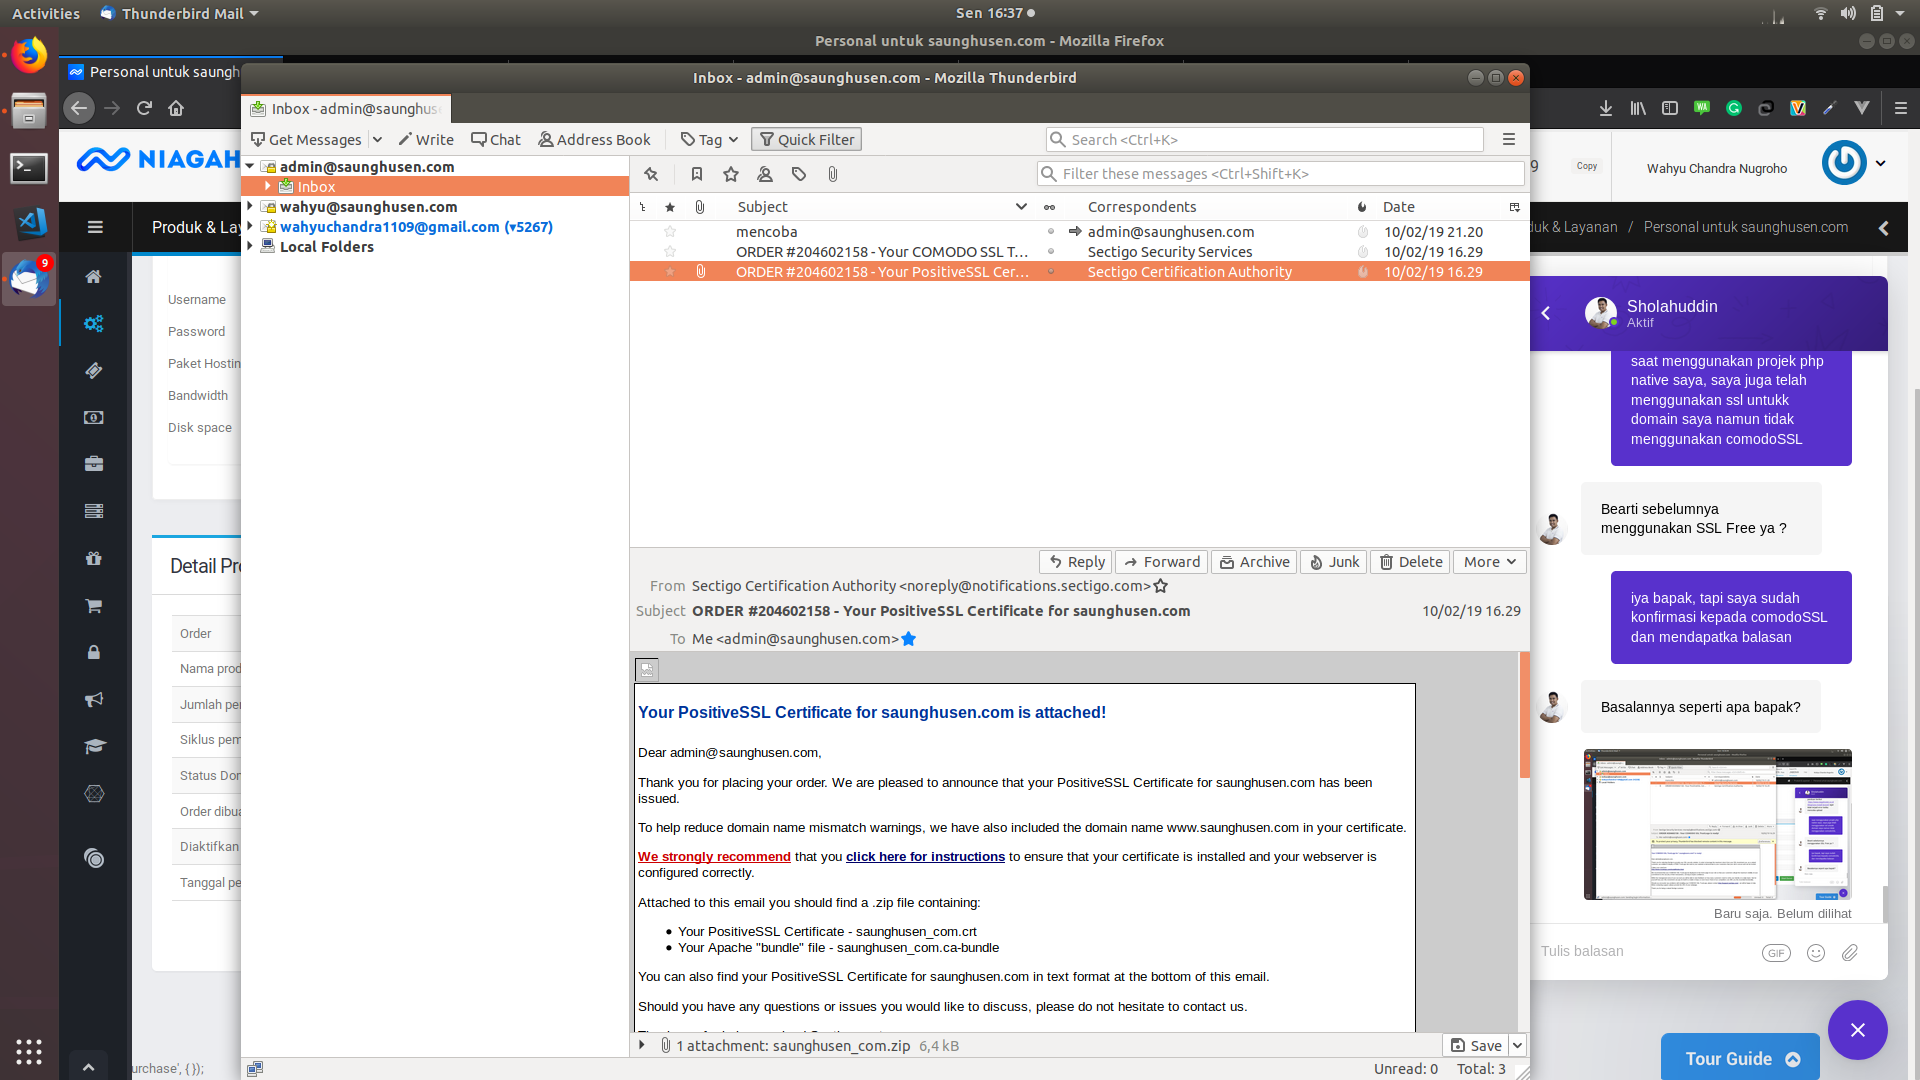 Activities
Thunderbird Mail
Sen 16:37
Personal untuk saunghusen.com - Mozilla Firefox
Personal untuk saungh
Inbox - admin@saunghusen.com - Mozilla Thunderbird
Inbox - admin@saunghus
Get Messages
Write
Chat
Address Book
Tag
Quick Filter
Search <Ctrl+K>
admin@saunghusen.com
Inbox
wahyu@saunghusen.com
wahyuchandra1109@gmail.com (▾5267)
Local Folders
Filter these messages <Ctrl+Shift+K>
Subject
Correspondents
Date
mencoba
admin@saunghusen.com
10/02/19 21.20
ORDER #204602158 - Your COMODO SSL T...
Sectigo Security Services
10/02/19 16.29
ORDER #204602158 - Your PositiveSSL Cer...
Sectigo Certification Authority
10/02/19 16.29
Reply
Forward
Archive
Junk
Delete
More
From Sectigo Certification Authority <noreply@notifications.sectigo.com>
Subject ORDER #204602158 - Your PositiveSSL Certificate for saunghusen.com
10/02/19 16.29
To Me <admin@saunghusen.com>
Your PositiveSSL Certificate for saunghusen.com is attached!
Dear admin@saunghusen.com,
Thank you for placing your order. We are pleased to announce that your PositiveSSL Certificate for saunghusen.com has been
issued.
To help reduce domain name mismatch warnings, we have also included the domain name www.saunghusen.com in your certificate.
We strongly recommend that you click here for instructions to ensure that your certificate is installed and your webserver is
configured correctly.
Attached to this email you should find a .zip file containing:
• Your PositiveSSL Certificate - saunghusen_com.crt
• Your Apache "bundle" file - saunghusen_com.ca-bundle
You can also find your PositiveSSL Certificate for saunghusen.com in text format at the bottom of this email.
Should you have any questions or issues you would like to discuss, please do not hesitate to contact us.
1 attachment: saunghusen_com.zip 6,4 kB
Save
Unread: 0
Total: 3
9
NIAGAH
Produk & Lay
Username
Password
Paket Hostin
Bandwidth
Disk space
Detail Pr
Order
Nama prod
Jumlah pe
Siklus pem
Status Dom
Order dibua
Diaktifkan
Tanggal pe
urchase', { });
9
Copy
Wahyu Chandra Nugroho
duk & Layanan / Personal untuk saunghusen.com
WA
Sholahuddin
Aktif
saat menggunakan projek php
native saya, saya juga telah
menggunakan ssl untukk
domain saya namun tidak
menggunakan comodoSSL
Bearti sebelumnya
menggunakan SSL Free ya ?
iya bapak, tapi saya sudah
konfirmasi kepada comodoSSL
dan mendapatka balasan
Basalannya seperti apa bapak?
Baru saja. Belum dilihat
Tulis balasan
GIF
Tour Guide